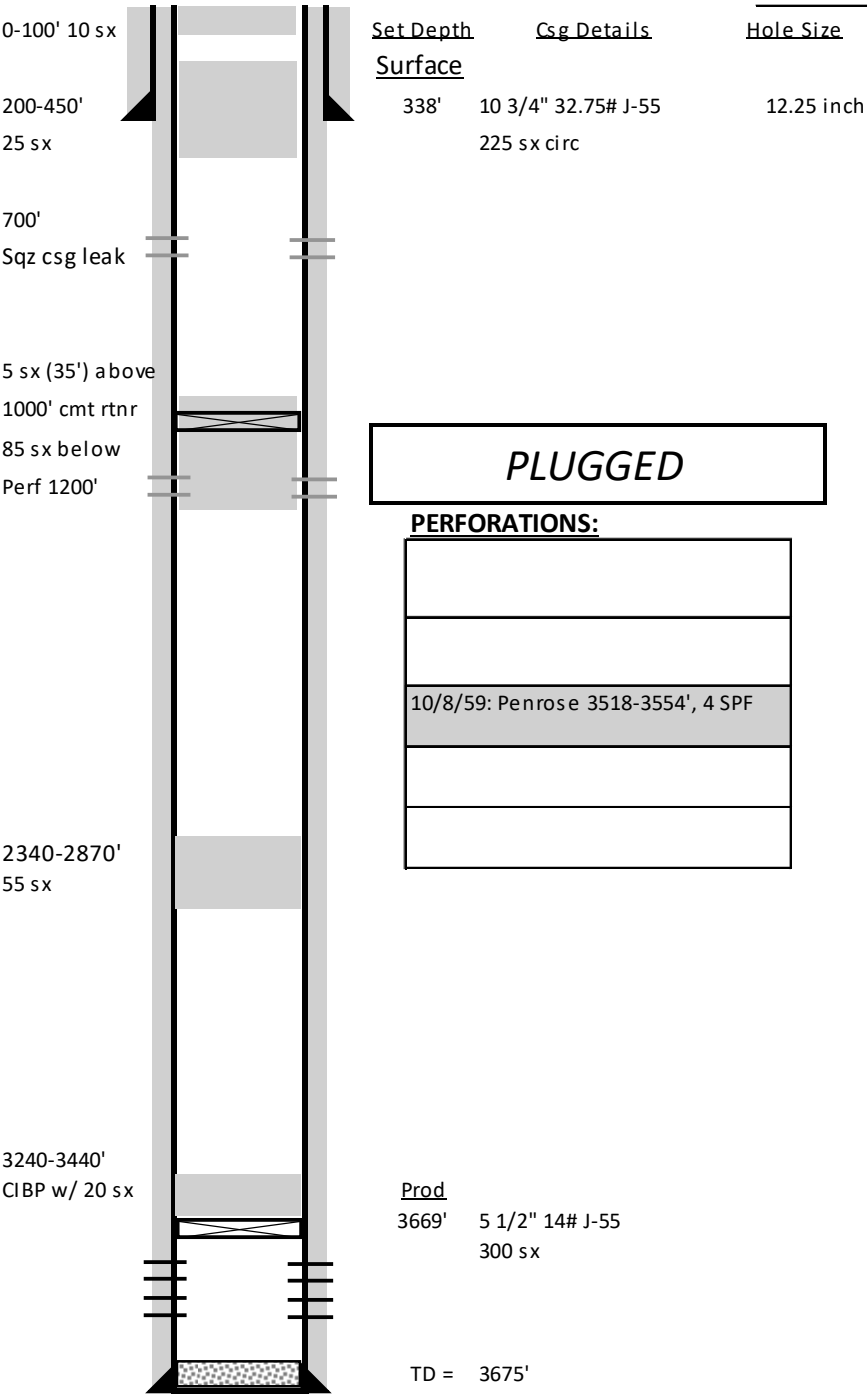 0-100' 10 sx
Set Depth Csg Details Hole Size
Surface
200-450' 338' 10 3/4" 32.75# J-55 12.25 inch
25 sx 225 sx circ
700'
Sqz csg leak
5 sx (35') above
1000' cmt rtnr
85 sx below
Perf 1200'
PLUGGED
PERFORATIONS:
10/8/59: Penrose 3518-3554', 4 SPF
2340-2870'
55 sx
3240-3440'
CIBP w/ 20 sx
Prod
3669' 5 1/2" 14# J-55
300 sx
TD = 3675'